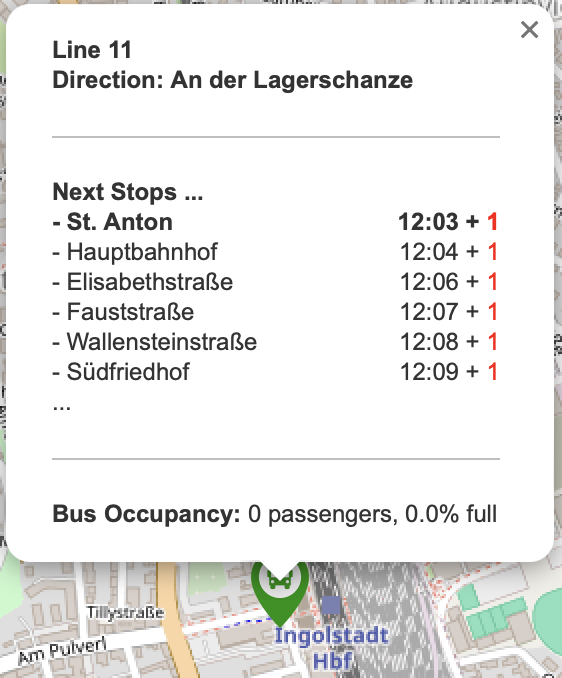 ×
Line 11
Direction: An der Lagerschanze
Next Stops ...
- St. Anton 12:03 + 1
- Hauptbahnhof 12:04 + 1
- Elisabethstraße 12:06 + 1
- Fauststraße 12:07 + 1
- Wallensteinstraße 12:08 + 1
- Südfriedhof 12:09 + 1
...
Bus Occupancy: 0 passengers, 0.0% full
Tillystraße
Am Pulverl
Ingolstadt
Hbf